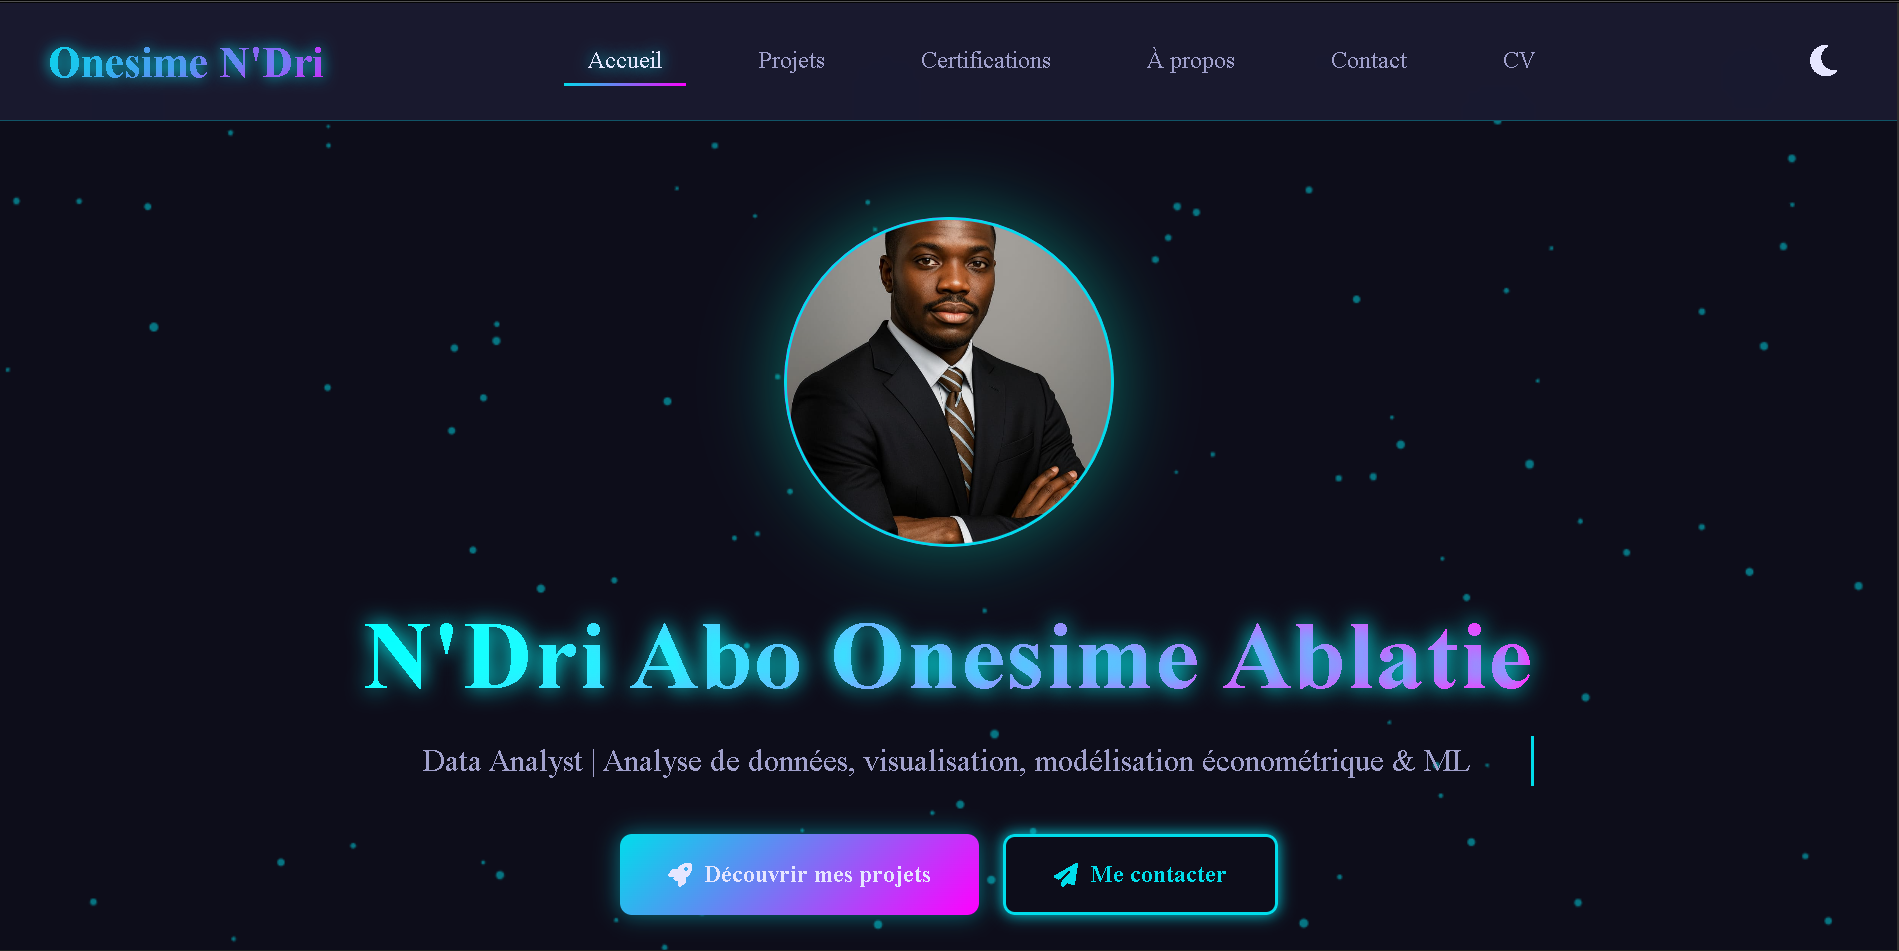 Onesime N'Dri
Accueil
Projets
Certifications
À propos
Contact
CV
N'Dri Abo Onesime Ablatie
Data Analyst | Analyse de données, visualisation, modélisation économétrique & ML
Découvrir mes projets
Me contacter